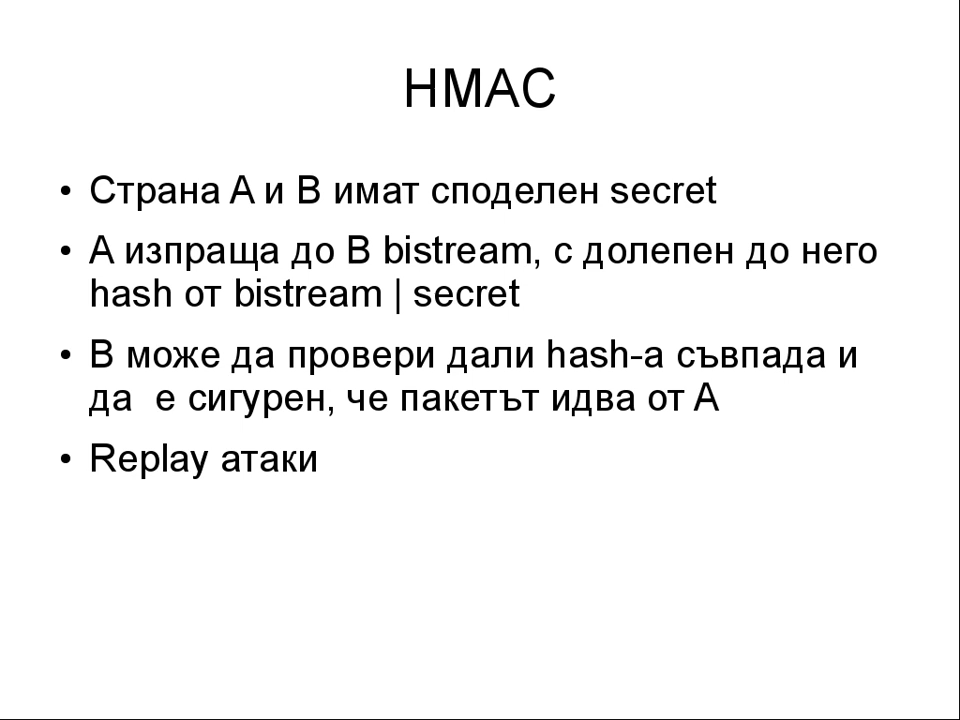 HMAC
• Страна A и B имат споделен secret
• A изпраща до B bistream, с долепен до него
hash от bistream | secret
• B може да провери дали hash-а съвпада и
да  е сигурен, че пакетът идва от A
• Replay атаки